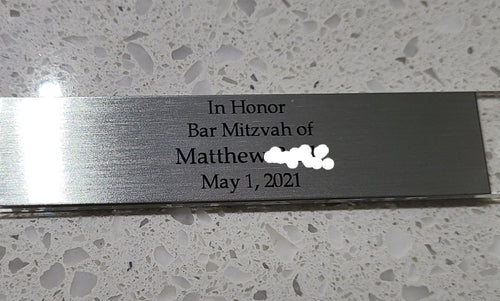 In Honor
Bar Mitzvah of
Matthew
May 1, 2021